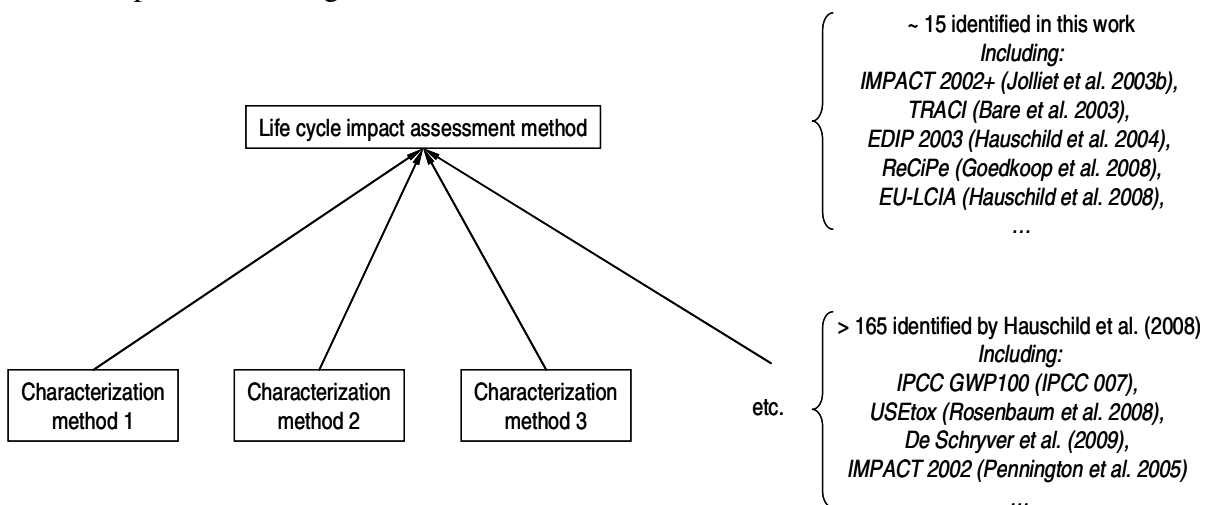 Life cycle impact assessment method
~ 15 identified in this work
Including:
IMPACT 2002+ (Jolliet et al. 2003b),
TRACI (Bare et al. 2003),
EDIP 2003 (Hauschild et al. 2004),
ReCiPe (Goedkoop et al. 2008),
EU-LCIA (Hauschild et al. 2008),
...
Characterization
method 1
Characterization
method 2
Characterization
method 3
etc.
> 165 identified by Hauschild et al. (2008)
Including:
IPCC GWP100 (IPCC 007),
USEtox (Rosenbaum et al. 2008),
De Schryver et al. (2009),
IMPACT 2002 (Pennington et al. 2005)
...